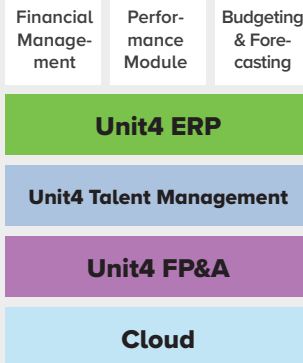 Financial
Manage-
ment
Perfor-
mance
Module
Budgeting
& Fore-
casting
Unit4 ERP
Unit4 Talent Management
Unit4 FP&A
Cloud